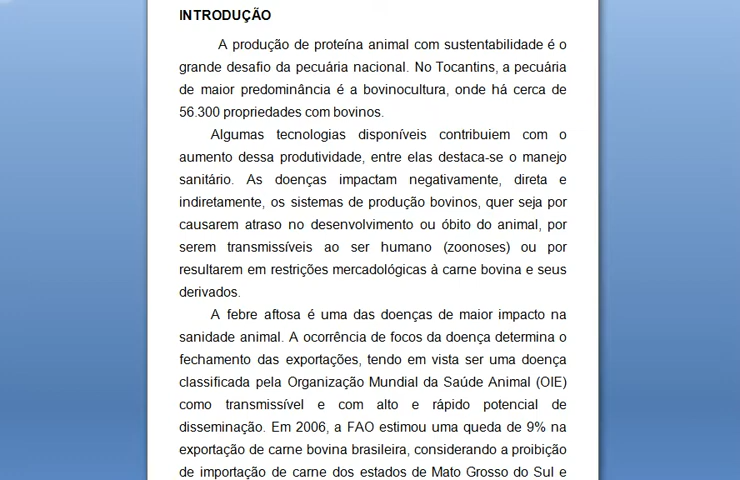 INTRODUÇÃO
A produção de proteína animal com sustentabilidade é o
grande desafio da pecuária nacional. No Tocantins, a pecuária
de maior predominância é a bovinocultura, onde há cerca de
56.300 propriedades com bovinos.
Algumas tecnologias disponíveis contribuiem com o
aumento dessa produtividade, entre elas destaca-se o manejo
sanitário. As doenças impactam negativamente, direta e
indiretamente, os sistemas de produção bovinos, quer seja por
causarem atraso no desenvolvimento ou óbito do animal, por
serem transmissíveis ao ser humano (zoonoses) ou por
resultarem em restrições mercadológicas à carne bovina e seus
derivados.
A febre aftosa é uma das doenças de maior impacto na
sanidade animal. A ocorrência de focos da doença determina o
fechamento das exportações, tendo em vista ser uma doença
classificada pela Organização Mundial da Saúde Animal (OIE)
como transmissível e com alto e rápido potencial de
disseminação. Em 2006, a FAO estimou uma queda de 9% na
exportação de carne bovina brasileira, considerando a proibição
de importação de carne dos estados de Mato Grosso do Sul e